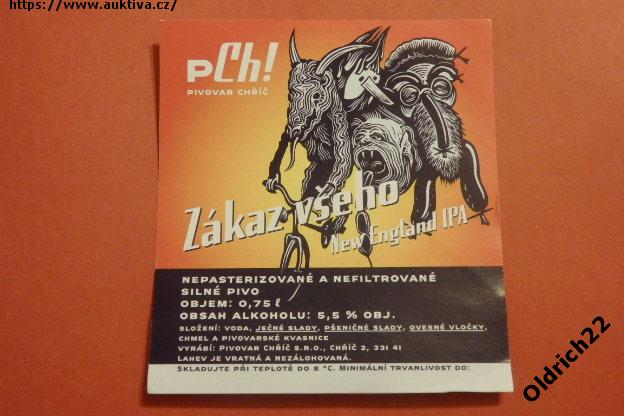 https://www.auktiva.cz/
PCh!
PIVOVAR CHŘÍČ
Zákaz všeho
New England IPA
NEPASTERIZOVANÉ A NEFILTROVANÉ
SILNÉ PIVO
OBJEM: 0,75 ℓ
OBSAH ALKOHOLU: 5,5 % OBJ.
SLOŽENÍ: VODA, JEČNÉ SLADY, PŠENIČNÉ SLADY, OVESNÉ VLOČKY,
CHMEL A PIVOVARSKÉ KVASNICE
VYRÁBÍ: PIVOVAR CHŘÍČ S.R.O., CHŘÍČ 2, 331 41
LAHEV JE VRATNÁ A NEZÁLOHOVANÁ.
SKLADUJTE PŘI TEPLOTĚ DO 8 °C. MINIMÁLNÍ TRVANLIVOST DO:
Oldrich22